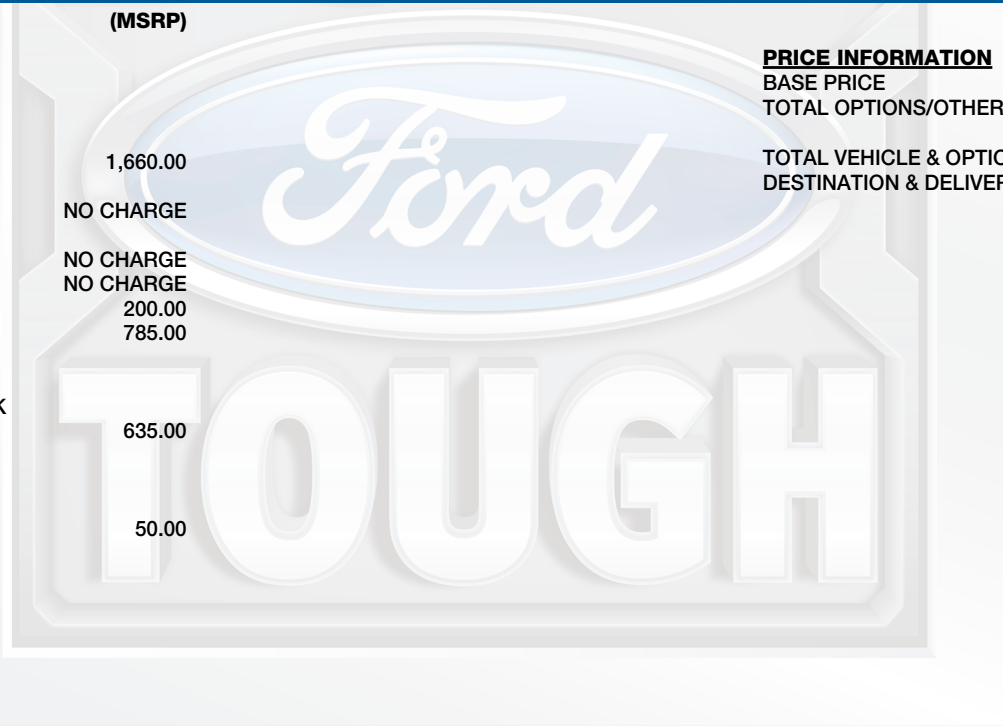 (MSRP)
1,660.00
NO CHARGE
NO CHARGE
NO CHARGE
200.00
785.00
K
635.00
50.00
PRICE INFORMATION
BASE PRICE
TOTAL OPTIONS/OTHER
TOTAL VEHICLE & OPTIO
DESTINATION & DELIVER
Ford
TOUGH